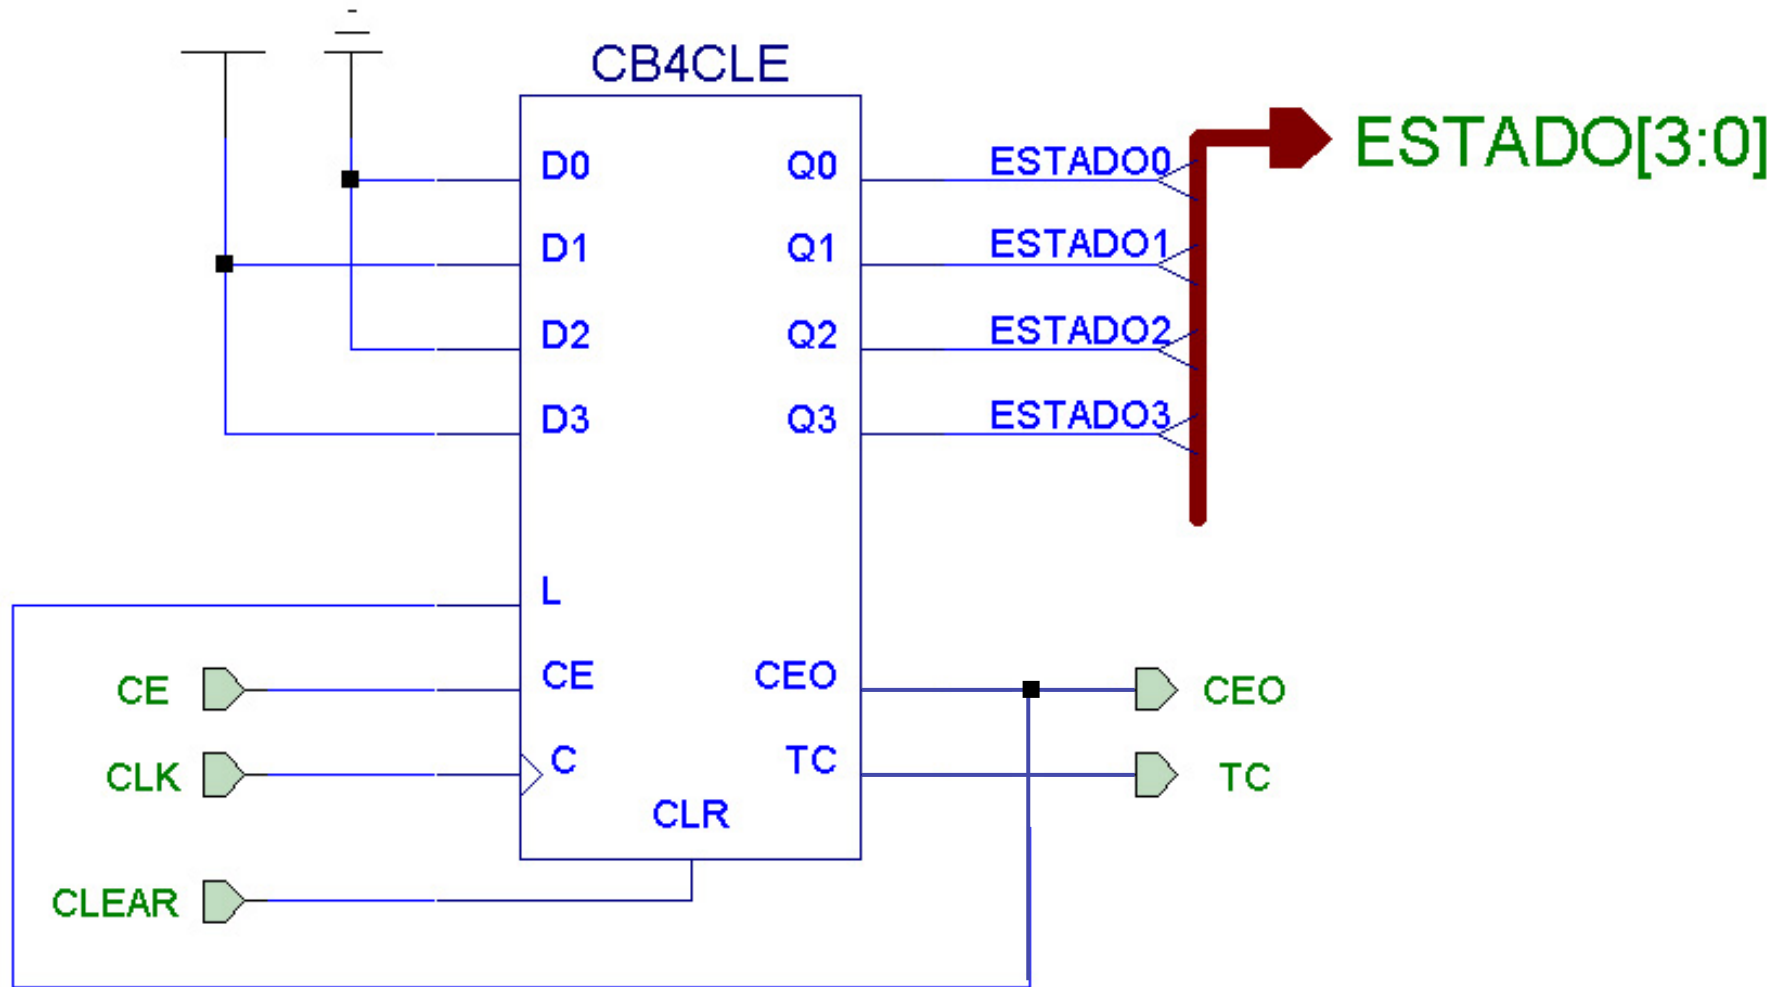 CB4CLE
D0
Q0
ESTADO0
ESTADO[3:0]
D1
Q1
ESTADO1
D2
Q2
ESTADO2
D3
Q3
ESTADO3
L
CE
CE
CEO
CEO
CLK
C
TC
TC
CLR
CLEAR